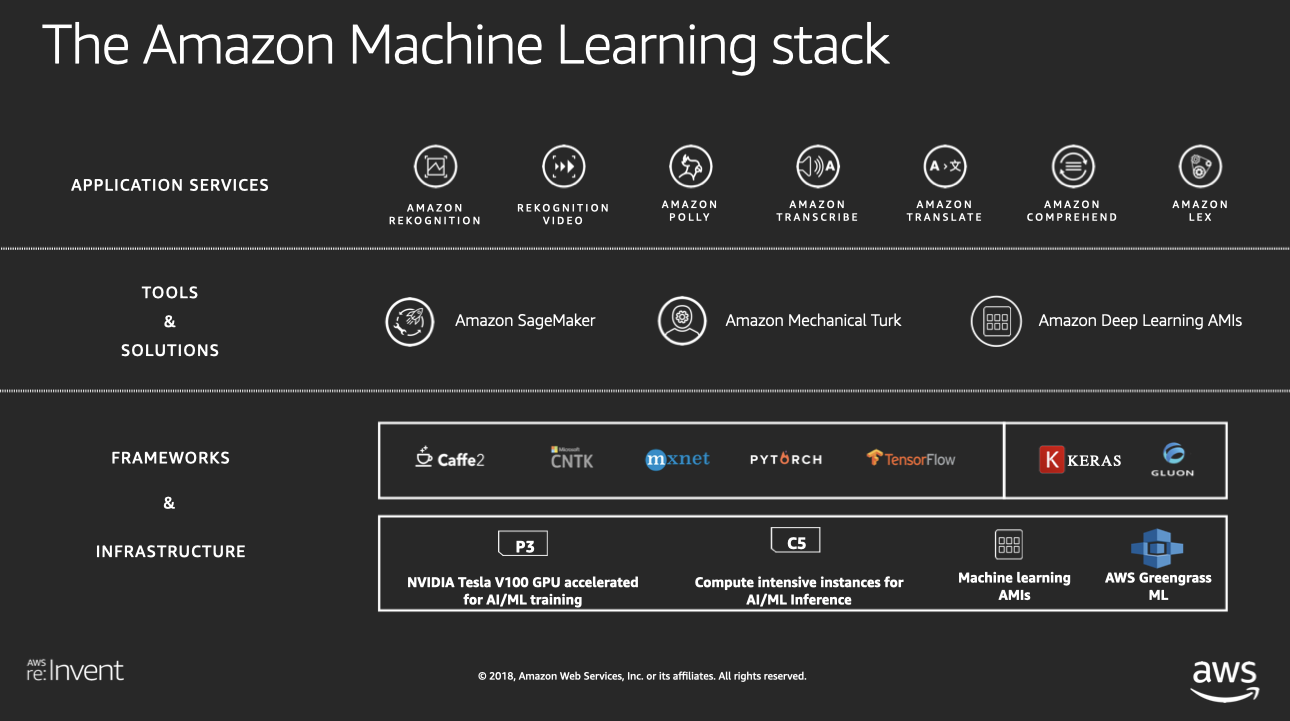 The Amazon Machine Learning stack
APPLICATION SERVICES
AMAZON
REKOGNITION
REKOGNITION
VIDEO
AMAZON
POLLY
A
AMAZON
TRANSCRIBE
A>文
AMAZON
TRANSLATE
AMAZON
COMPREHEND
AMAZON
LEX
TOOLS
&
SOLUTIONS
Amazon SageMaker
Amazon Mechanical Turk
Amazon Deep Learning AMIs
FRAMEWORKS
&
INFRASTRUCTURE
Caffe2
Microsoft
CNTK
mxnet
PYTORCH
TensorFlow
K KERAS
GLUON
P3
NVIDIA Tesla V100 GPU accelerated
for AI/ML training
C5
Compute intensive instances for
AI/ML Inference
Machine learning
AMIs
AWS Greengrass
ML
AWS
re:Invent
© 2018, Amazon Web Services, Inc. or its affiliates. All rights reserved.
aws